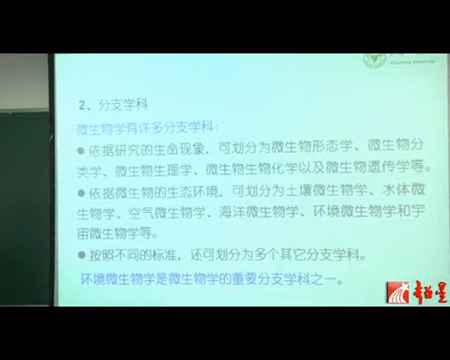 2、分支学科
微生物学有许多分支学科：
●依据研究的生命现象，可划分为微生物形态学、微生物分
类学、微生物生理学、微生物生物化学以及微生物遗传学等。
●依据微生物的生态环境，可划分为土壤微生物学、水体微
生物学、空气微生物学、海洋微生物学、环境微生物学和宇
宙微生物学等。
●按照不同的标准，还可划分为多个其它分支学科。
环境微生物学是微生物学的重要分支学科之一。